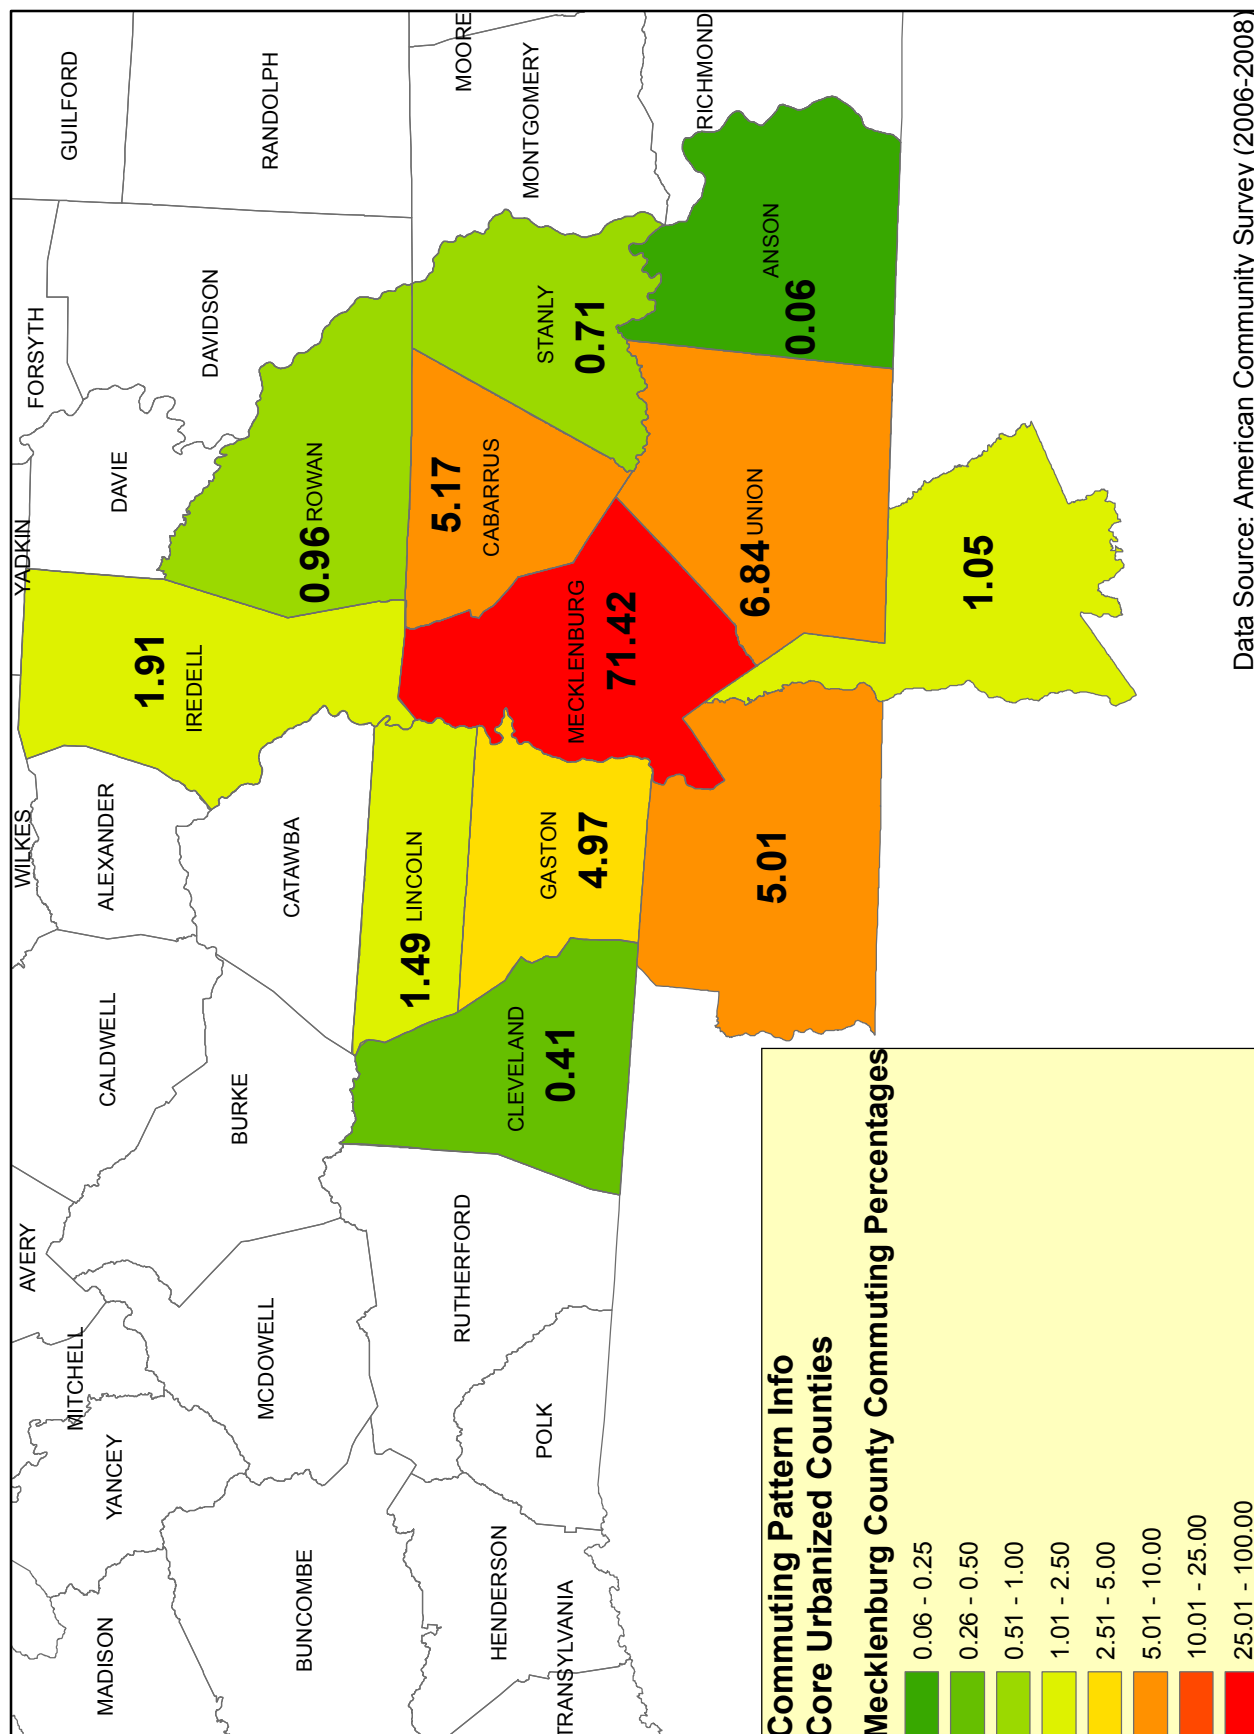 AVERY
WILKES
YADKIN
FORSYTH
MITCHELL
GUILFORD
MADISON
YANCEY
CALDWELL
ALEXANDER
DAVIE
1.91
IREDELL
DAVIDSON
BURKE
MCDOWELL
RANDOLPH
CATAWBA
BUNCOMBE
0.96 ROWAN
1.49 LINCOLN
5.17
CABARRUS
RUTHERFORD
MOORE
HENDERSON
CLEVELAND
0.41
MONTGOMERY
POLK
GASTON
4.97
STANLY
0.71
TRANSYLVANIA
MECKLENBURG
71.42
RICHMOND
6.84 UNION
ANSON
0.06
5.01
1.05
Commuting Pattern Info
Core Urbanized Counties
Mecklenburg County Commuting Percentages
0.06 - 0.25
0.26 - 0.50
0.51 - 1.00
1.01 - 2.50
2.51 - 5.00
5.01 - 10.00
10.01 - 25.00
25.01 - 100.00
Data Source: American Community Survey (2006-2008)